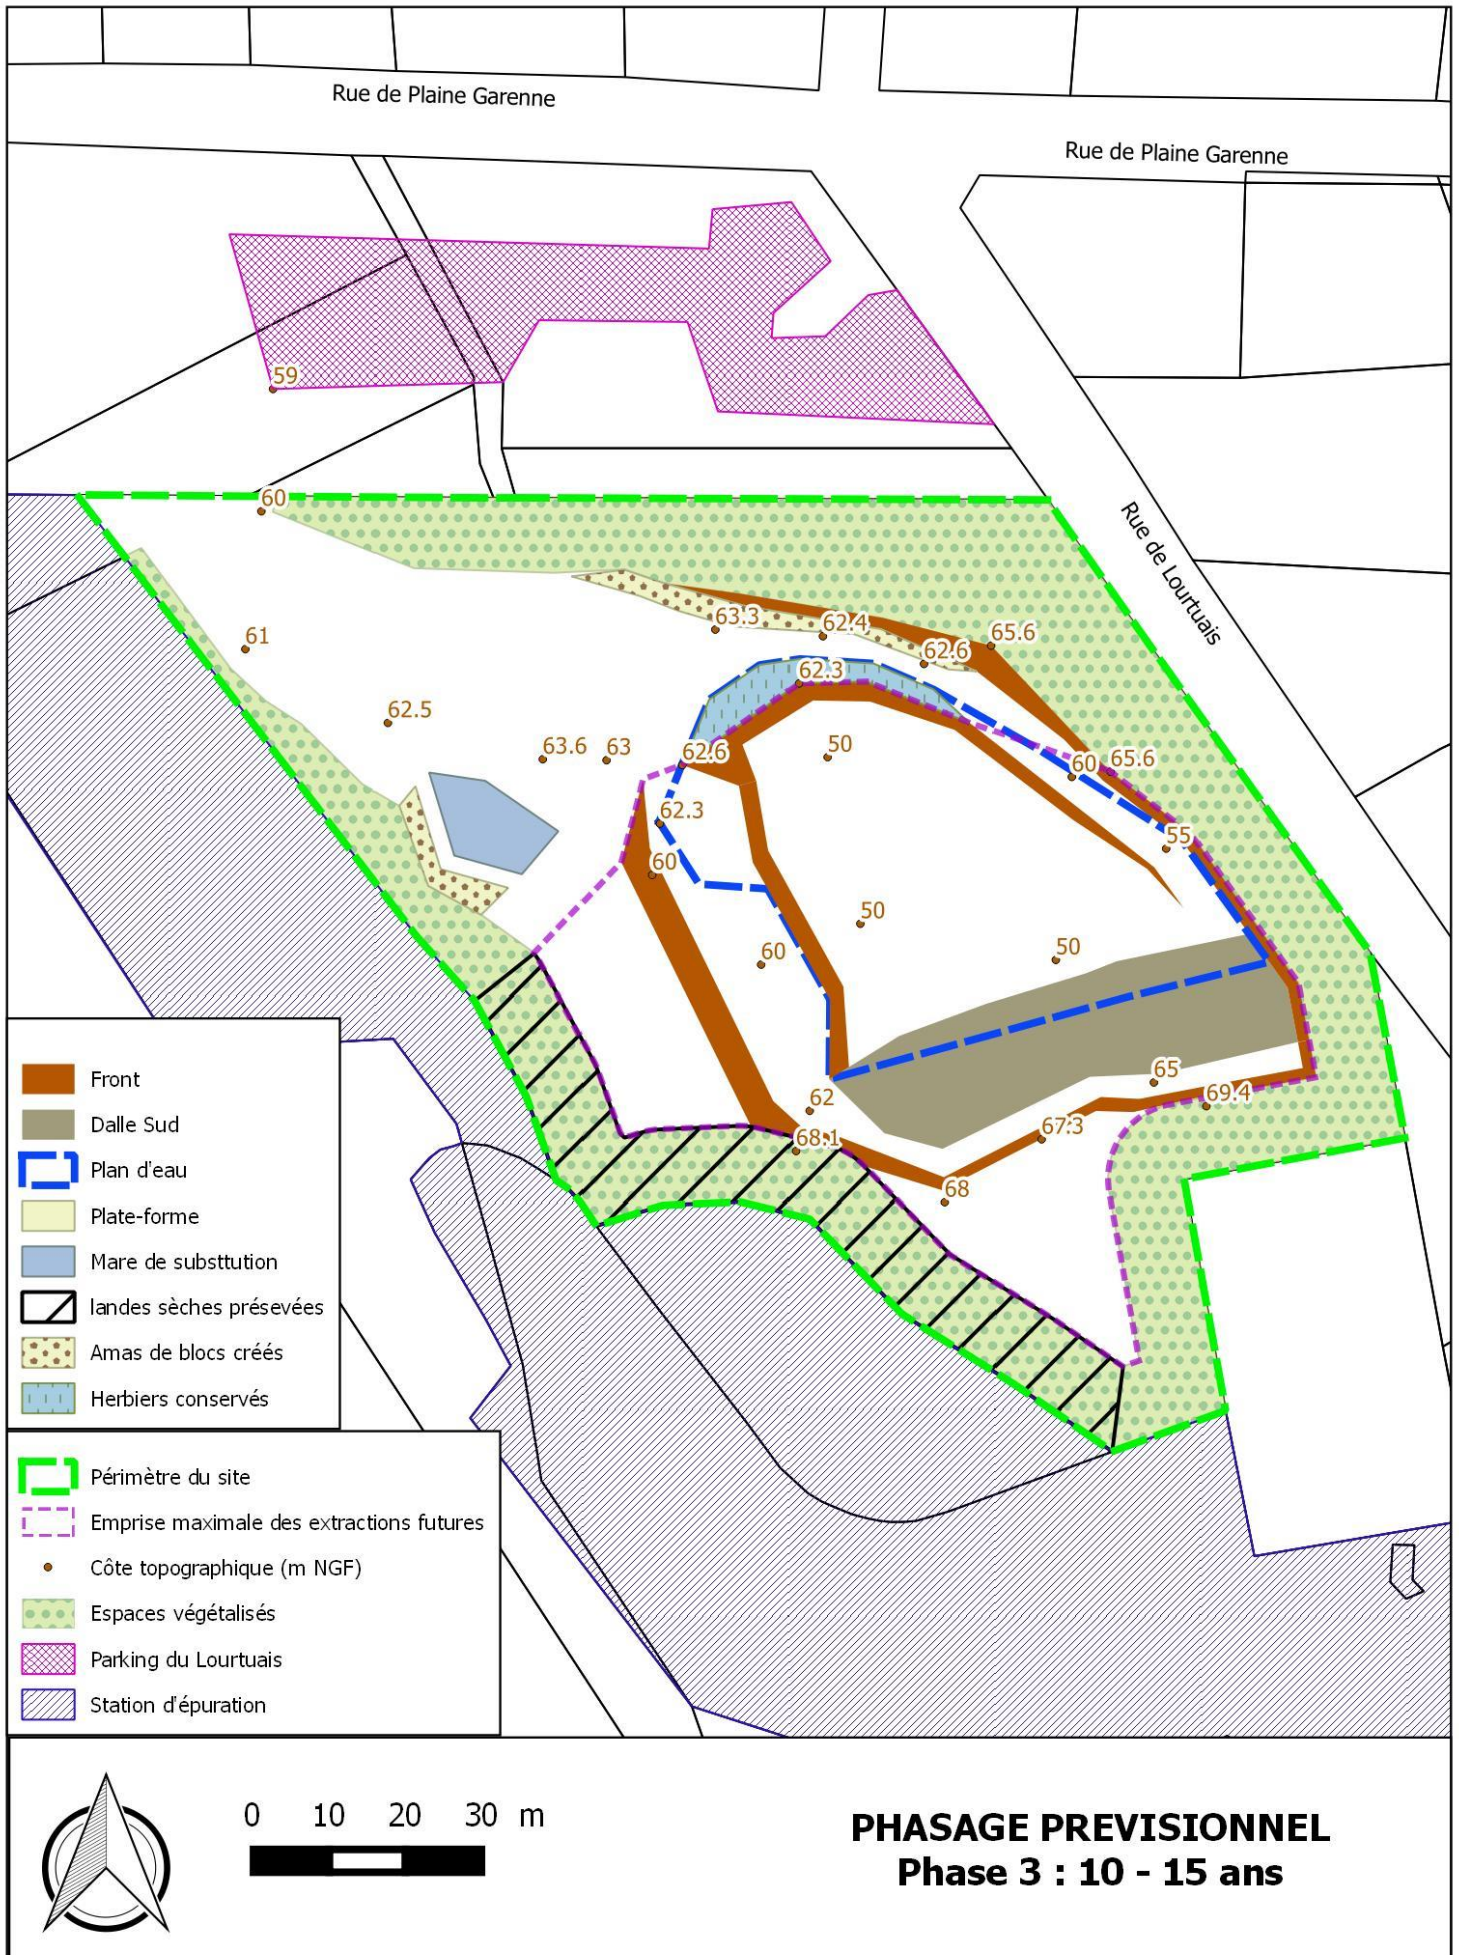 Rue de Plaine Garenne
Rue de Plaine Garenne
59
60
Rue de Lourtuais
61
63.3
62.4
62.6
65.6
62.3
62.5
63.6
63
62.6
50
60
65.6
62.3
55
60
50
60
50
62
65
69.4
68.1
67.3
68
Front
Dalle Sud
Plan d'eau
Plate-forme
Mare de substtution
landes sèches présevées
Amas de blocs créés
Herbiers conservés
Périmètre du site
Emprise maximale des extractions futures
Côte topographique (m NGF)
Espaces végétalisés
Parking du Lourtuais
Station d'épuration
0 10 20 30 m
PHASAGE PREVISIONNEL
Phase 3 : 10 - 15 ans